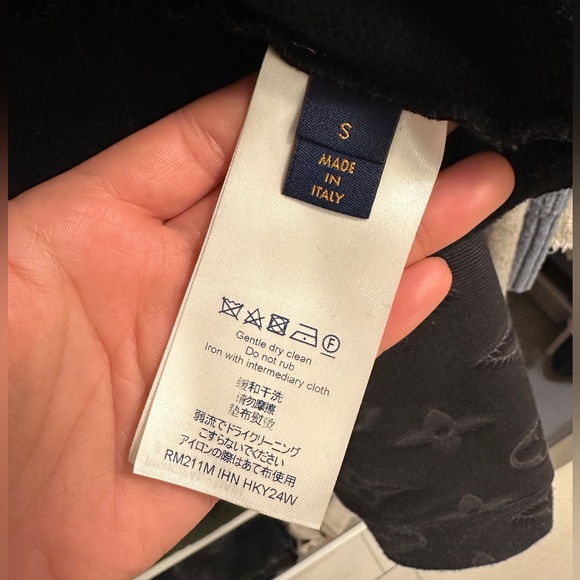 S
MADE
IN
ITALY
F
Gentle dry clean
Do not rub
Iron with intermediary cloth
缓和干洗
请勿摩擦
垫布熨烫
弱流でドライクリーニング
こすらないでください
アイロンの際はあて布使用
RM211M IHN HKY24W